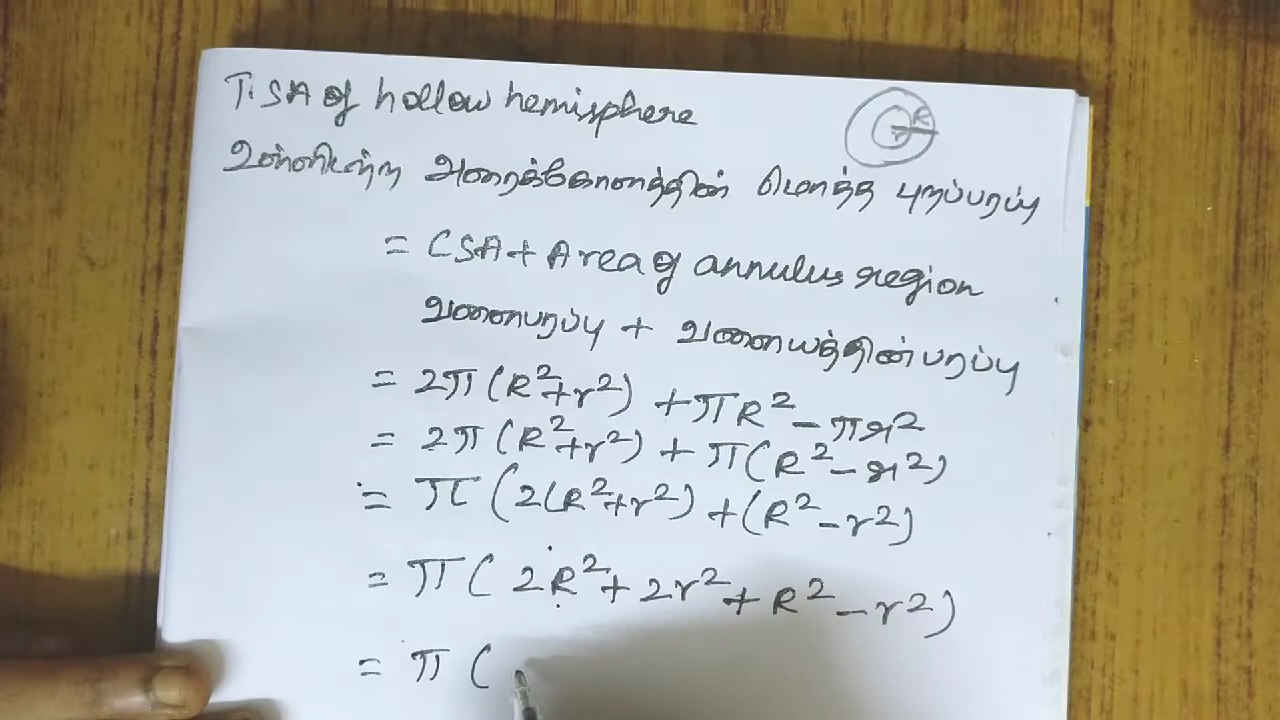 T.SA of hollow hemisphere
R
r
உள்ளீடற்ற அரைக்கோளத்தின் மொத்த புறப்பரப்பு
= CSA + Area of annulus region
வளைபரப்பு + வளையத்தின் பரப்பு
= 2π (R²+r²) + πR² - πr²
= 2π (R²+r²) + π(R² - r²)
= π (2(R²+r²) + (R² - r²)
= π ( 2R² + 2r² + R² - r²)
= π (